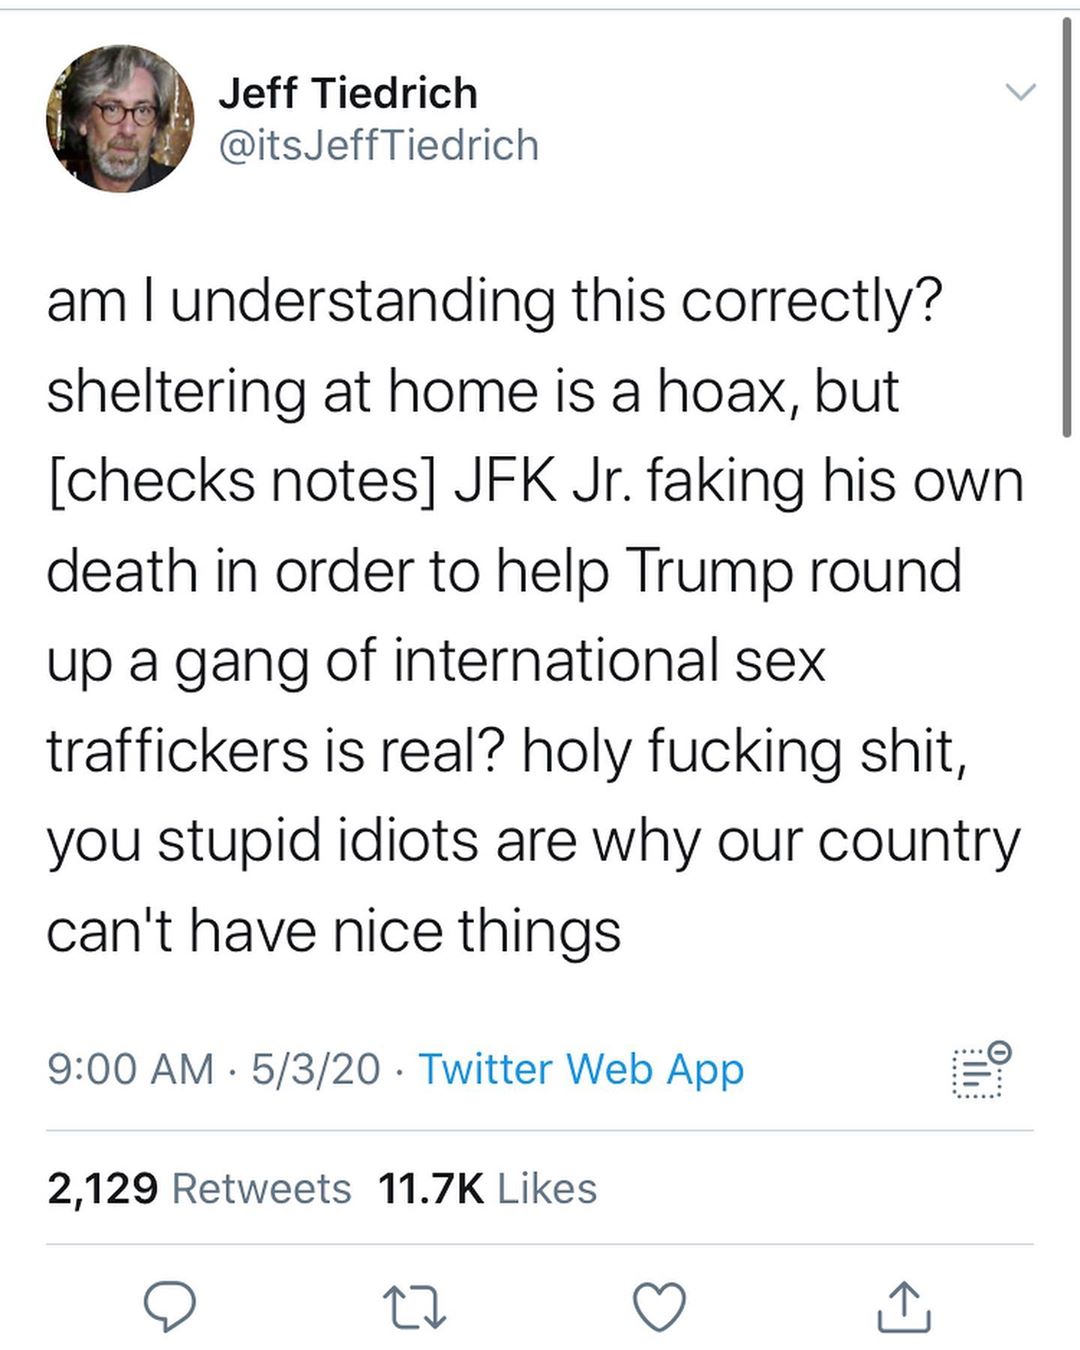 Jeff Tiedrich
@itsJeffTiedrich
am I understanding this correctly?
sheltering at home is a hoax, but
[checks notes] JFK Jr. faking his own
death in order to help Trump round
up a gang of international sex
traffickers is real? holy fucking shit,
you stupid idiots are why our country
can't have nice things
9:00 AM · 5/3/20 · Twitter Web App
2,129 Retweets 11.7K Likes